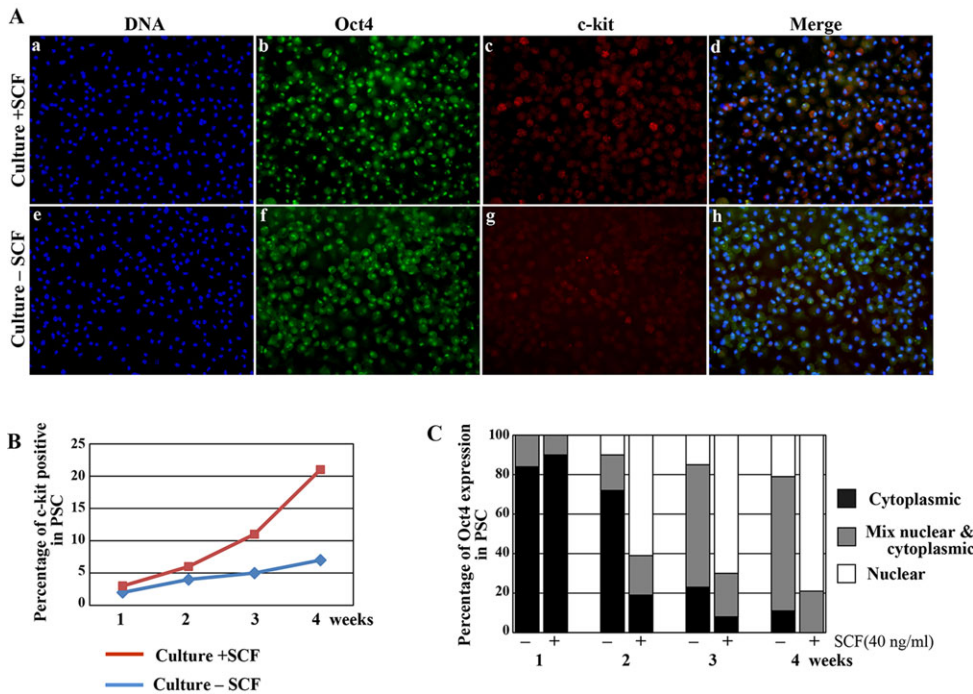 A
DNA
Oct4
c-kit
Merge
Culture +SCF
a
b
c
d
Culture – SCF
e
f
g
h
B
Percentage of c-kit positive
in PSC
25
20
15
10
5
0
1 2 3 4 weeks
Culture +SCF
Culture – SCF
C
Percentage of Oct4 expression
in PSC
100
80
60
40
20
0
– + – + – + – + SCF(40 ng/ml)
1 2 3 4 weeks
Cytoplasmic
Mix nuclear &
cytoplasmic
Nuclear